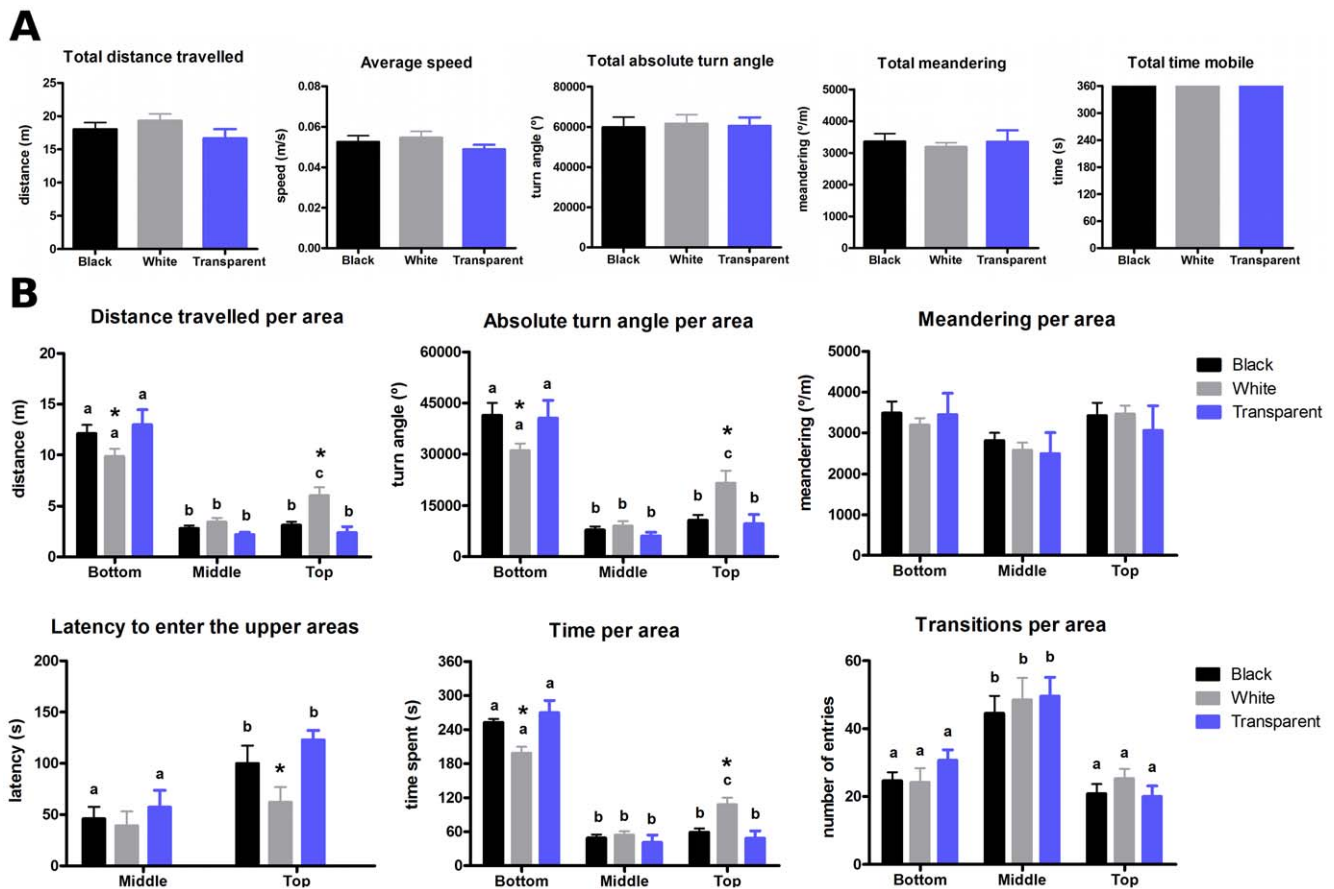 A
Total distance travelled
25
20
15
10
5
0
distance (m)
Black White Transparent
Average speed
0.08
0.06
0.04
0.02
0.00
speed (m/s)
Black White Transparent
Total absolute turn angle
80000
60000
40000
20000
0
turn angle (°)
Black White Transparent
Total meandering
5000
4000
3000
2000
1000
0
meandering (°/m)
Black White Transparent
Total time mobile
360
300
240
180
120
60
0
time (s)
Black White Transparent
B
Distance travelled per area
20
15
10
5
0
distance (m)
a * a a
b b b
b * c b
Bottom Middle Top
Absolute turn angle per area
60000
45000
30000
15000
0
turn angle (°)
a * a a
b b b
b * c b
Bottom Middle Top
Meandering per area
5000
4000
3000
2000
1000
0
meandering (°/m)
Bottom Middle Top
Black
White
Transparent
Latency to enter the upper areas
200
150
100
50
0
latency (s)
a a
b * b
Middle Top
Time per area
360
300
240
180
120
60
0
time spent (s)
a * a a
b b b
b * c b
Bottom Middle Top
Transitions per area
60
40
20
0
number of entries
a a a
b b b
a a a
Bottom Middle Top
Black
White
Transparent